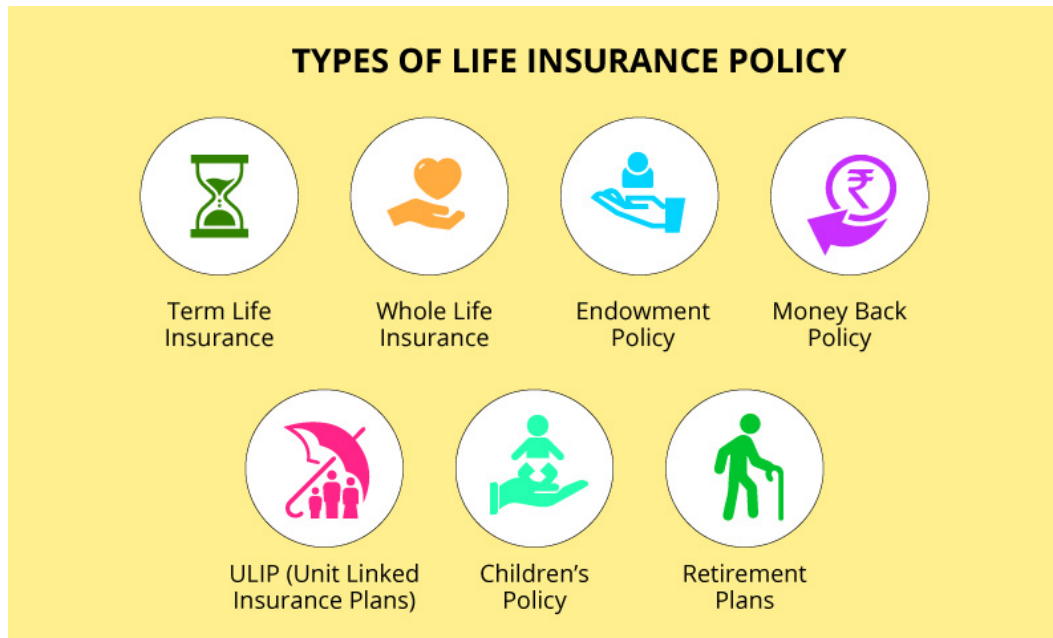 TYPES OF LIFE INSURANCE POLICY
₹
Term Life
Insurance
Whole Life
Insurance
Endowment
Policy
Money Back
Policy
ULIP (Unit Linked
Insurance Plans)
Children’s
Policy
Retirement
Plans